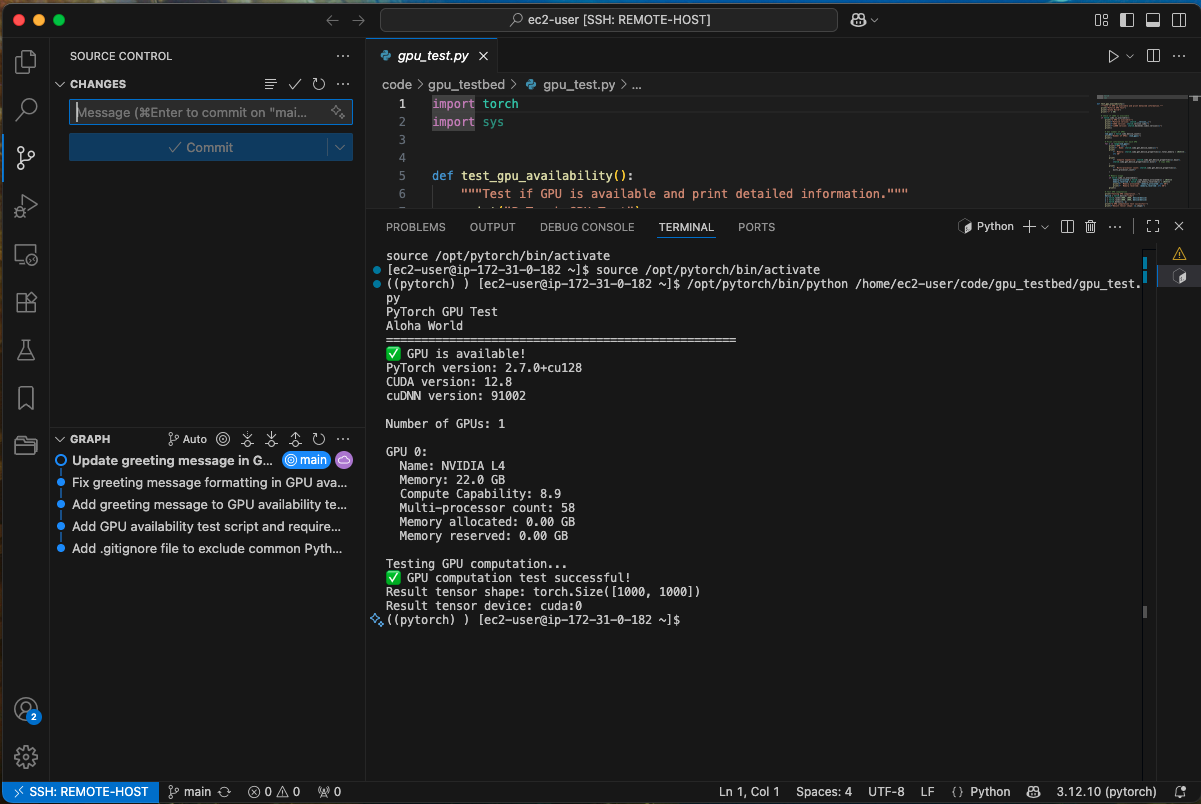 ec2-user [SSH: REMOTE-HOST]
SOURCE CONTROL
CHANGES
Message (⌘Enter to commit on "mai...
Commit
GRAPH
Auto
Update greeting message in G...
main
Fix greeting message formatting in GPU ava...
Add greeting message to GPU availability te...
Add GPU availability test script and require...
Add .gitignore file to exclude common Pyth...
2
gpu_test.py
code > gpu_testbed > gpu_test.py > ...
1 import torch
2 import sys
3
4
5 def test_gpu_availability():
6 """Test if GPU is available and print detailed information."""
PROBLEMS OUTPUT DEBUG CONSOLE TERMINAL PORTS
Python
source /opt/pytorch/bin/activate
[ec2-user@ip-172-31-0-182 ~]$ source /opt/pytorch/bin/activate
((pytorch) ) [ec2-user@ip-172-31-0-182 ~]$ /opt/pytorch/bin/python /home/ec2-user/code/gpu_testbed/gpu_test.
py
PyTorch GPU Test
Aloha World
==================================================
✅ GPU is available!
PyTorch version: 2.7.0+cu128
CUDA version: 12.8
cuDNN version: 91002
Number of GPUs: 1
GPU 0:
Name: NVIDIA L4
Memory: 22.0 GB
Compute Capability: 8.9
Multi-processor count: 58
Memory allocated: 0.00 GB
Memory reserved: 0.00 GB
Testing GPU computation...
✅ GPU computation test successful!
Result tensor shape: torch.Size([1000, 1000])
Result tensor device: cuda:0
((pytorch) ) [ec2-user@ip-172-31-0-182 ~]$
SSH: REMOTE-HOST main 0 0 0 Ln 1, Col 1 Spaces: 4 UTF-8 LF {} Python 3.12.10 (pytorch)